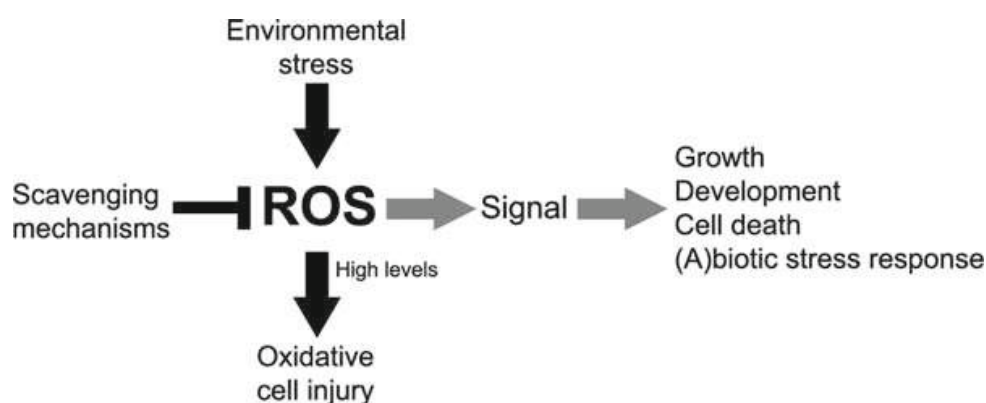 Environmental
stress
Scavenging
mechanisms
ROS
Signal
Growth
Development
Cell death
(A)biotic stress response
High levels
Oxidative
cell injury